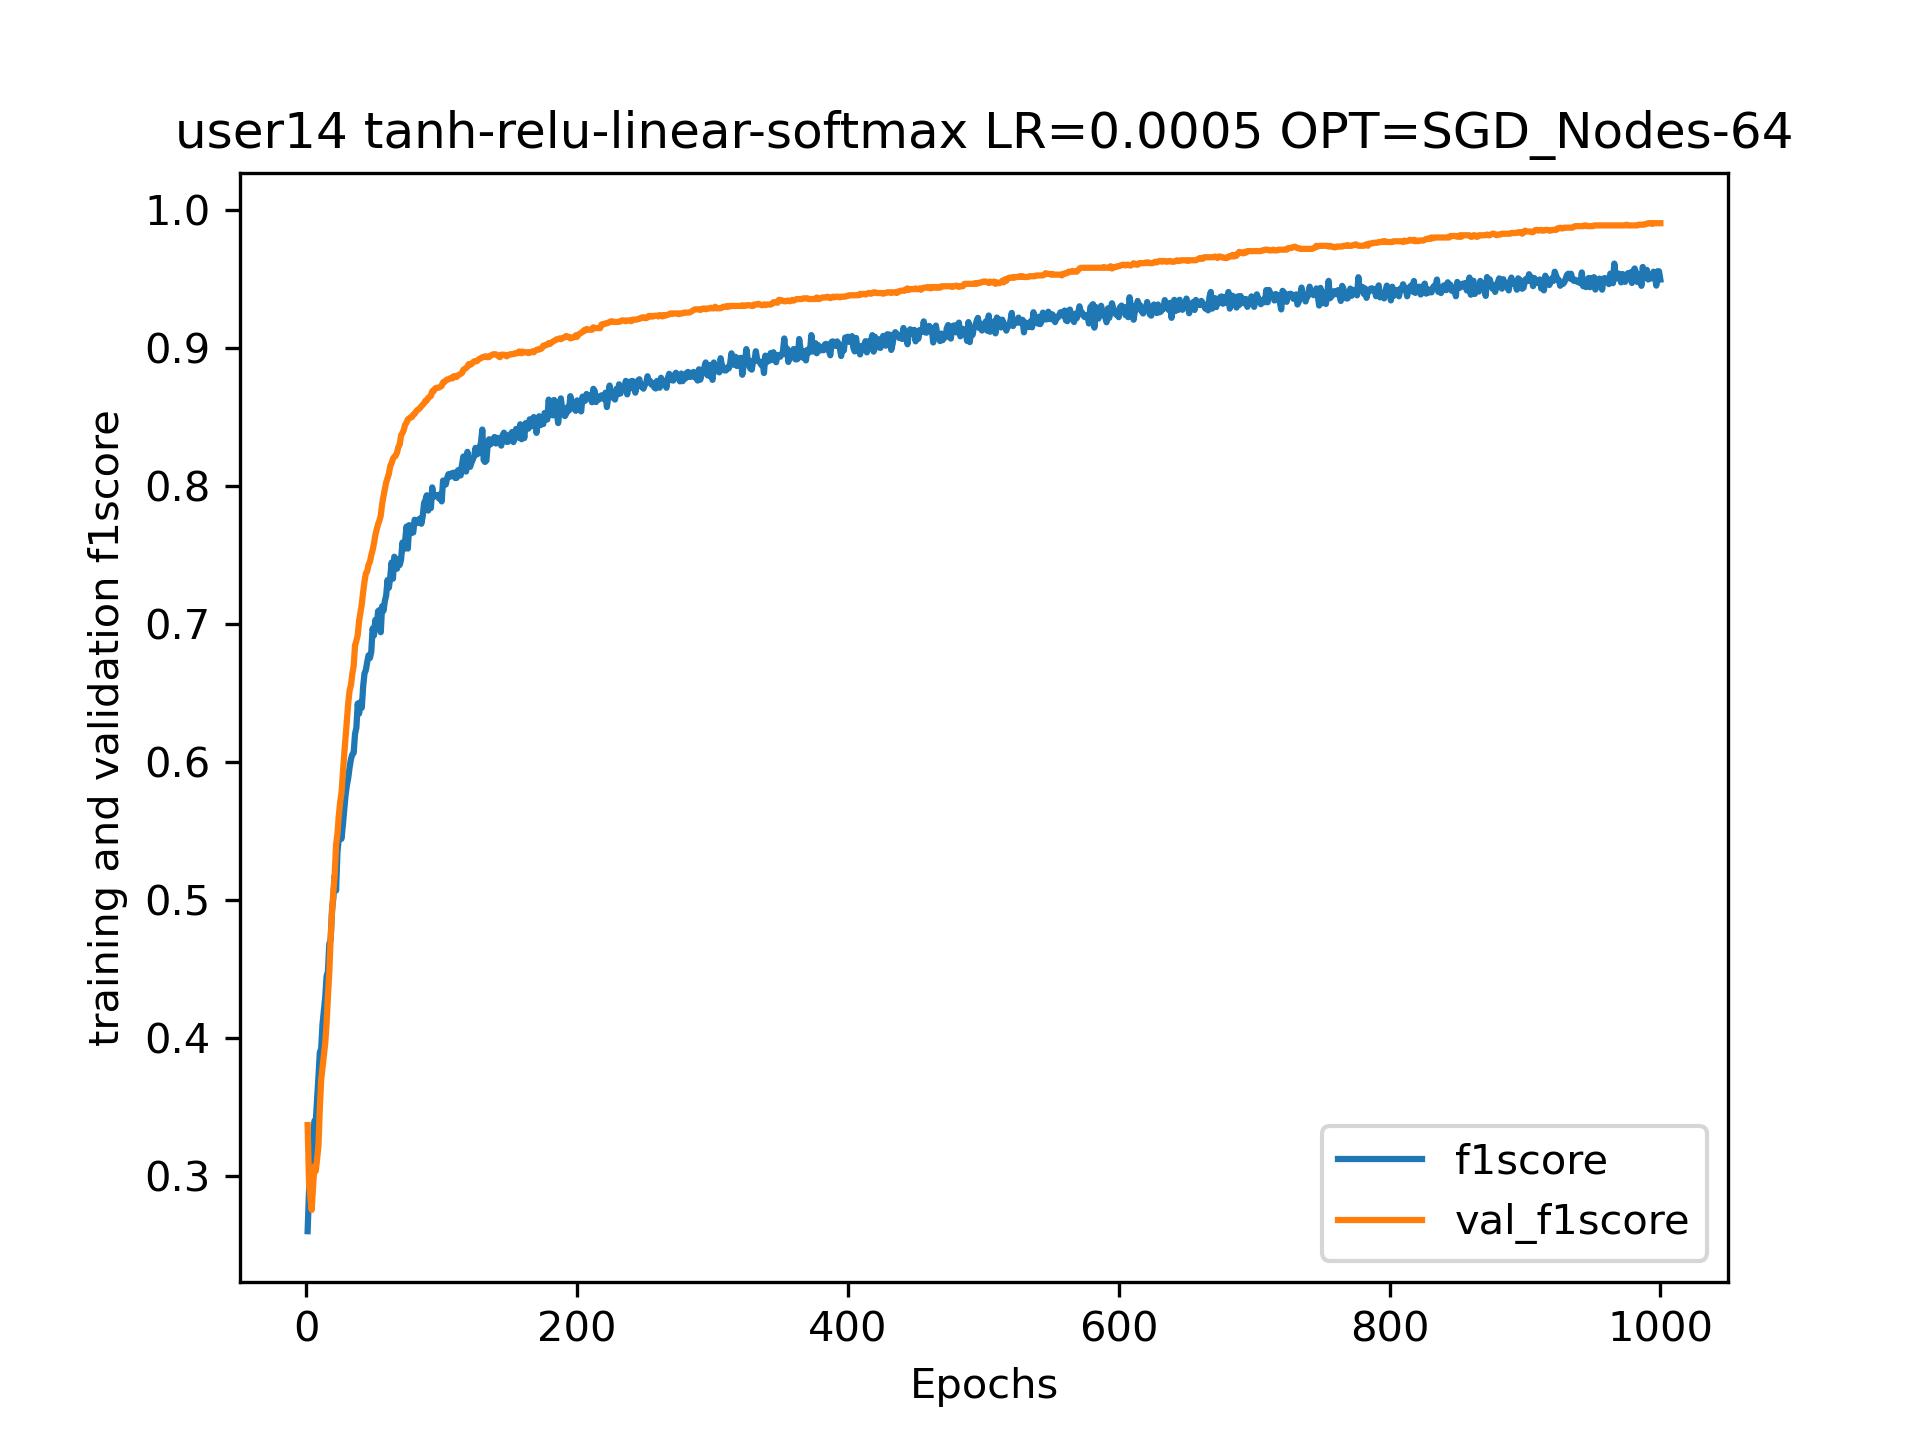 user14 tanh-relu-linear-softmax LR=0.0005 OPT=SGD_Nodes-64
training and validation f1score
1.0
0.9
0.8
0.7
0.6
0.5
0.4
0.3
f1score
val_f1score
0 200 400 600 800 1000
Epochs